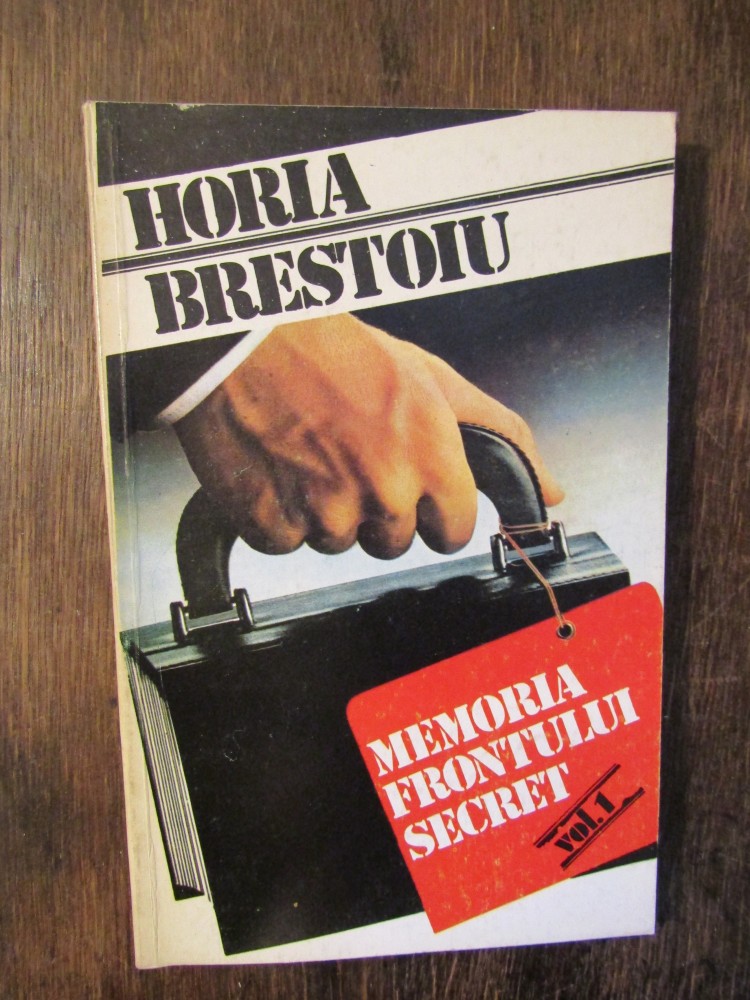 HORIA
BRESTOIU
MEMORIA
FRONTULUI
SECRET
vol.1